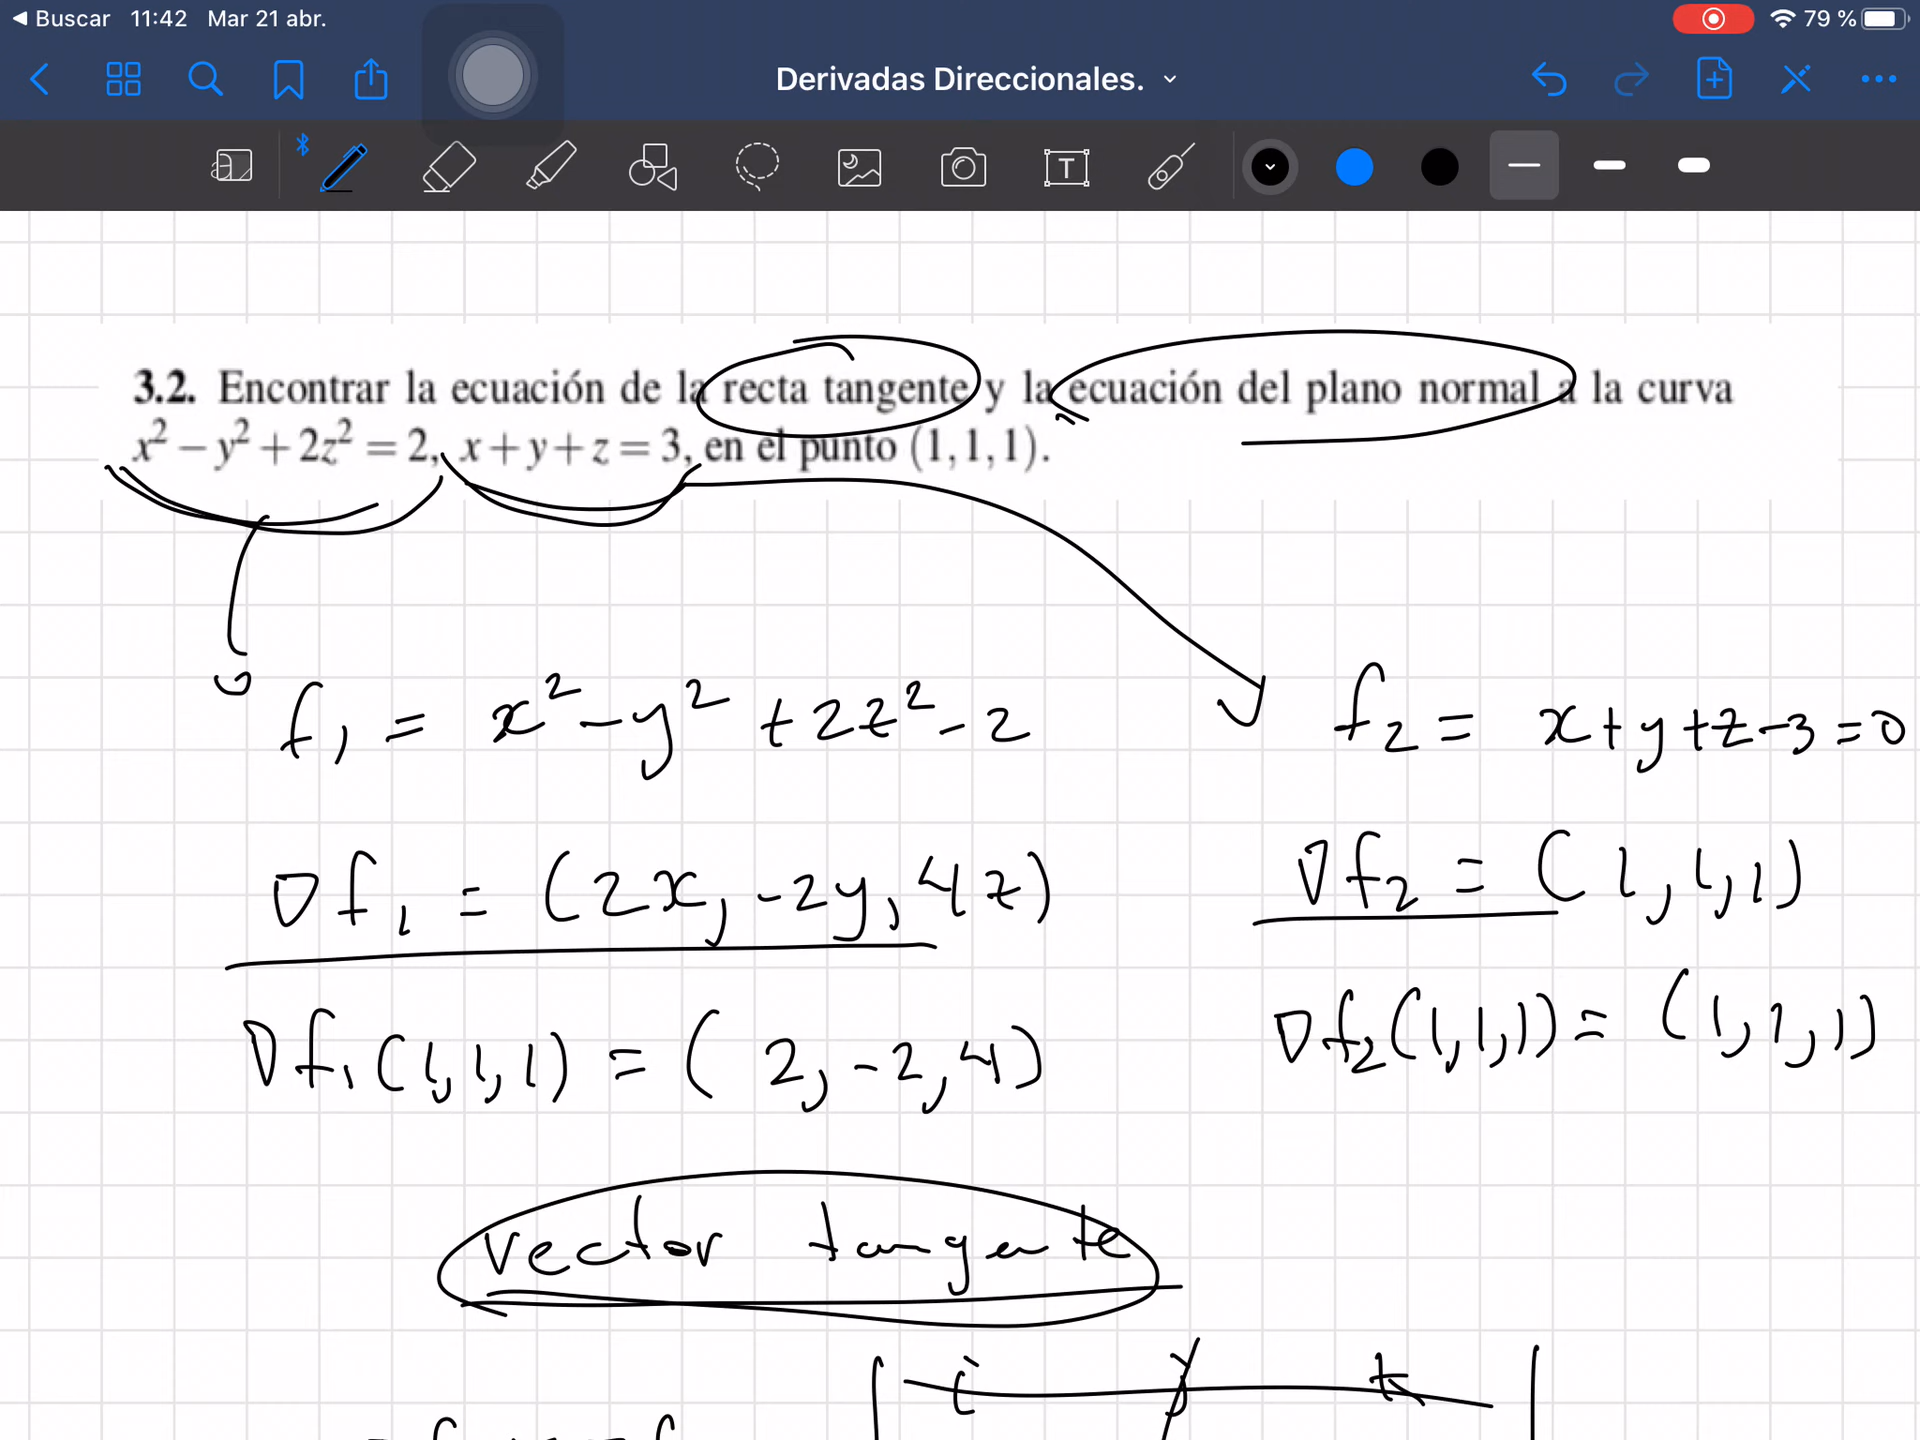 Buscar 11:42 Mar 21 abr. 79 %
Derivadas Direccionales.
3.2. Encontrar la ecuación de la recta tangente y la ecuación del plano normal a la curva
x² − y² + 2z² = 2, x + y + z = 3, en el punto (1, 1, 1).
f₁ = x² − y² + 2z² − 2
f₂ = x + y + z − 3 = 0
∇f₁ = (2x, −2y, 4z)
∇f₂ = (1, 1, 1)
∇f₁(1,1,1) = (2, −2, 4)
∇f₂(1,1,1) = (1, 1, 1)
vector tangente
i j k